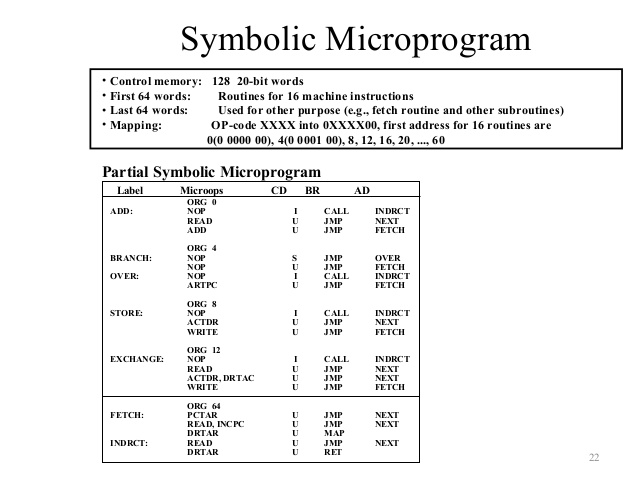 Symbolic Microprogram
• Control memory: 128 20-bit words
• First 64 words: Routines for 16 machine instructions
• Last 64 words: Used for other purpose (e.g., fetch routine and other subroutines)
• Mapping: OP-code XXXX into 0XXXX00, first address for 16 routines are
0(0 0000 00), 4(0 0001 00), 8, 12, 16, 20, ..., 60
Partial Symbolic Microprogram
Label Microops CD BR AD
ORG 0
ADD: NOP I CALL INDRCT
READ U JMP NEXT
ADD U JMP FETCH
ORG 4
BRANCH: NOP S JMP OVER
NOP U JMP FETCH
OVER: NOP I CALL INDRCT
ARTPC U JMP FETCH
ORG 8
STORE: NOP I CALL INDRCT
ACTDR U JMP NEXT
WRITE U JMP FETCH
ORG 12
EXCHANGE: NOP I CALL INDRCT
READ U JMP NEXT
ACTDR, DRTAC U JMP NEXT
WRITE U JMP FETCH
ORG 64
FETCH: PCTAR U JMP NEXT
READ, INCPC U JMP NEXT
DRTAR U MAP
INDRCT: READ U JMP NEXT
DRTAR U RET
22